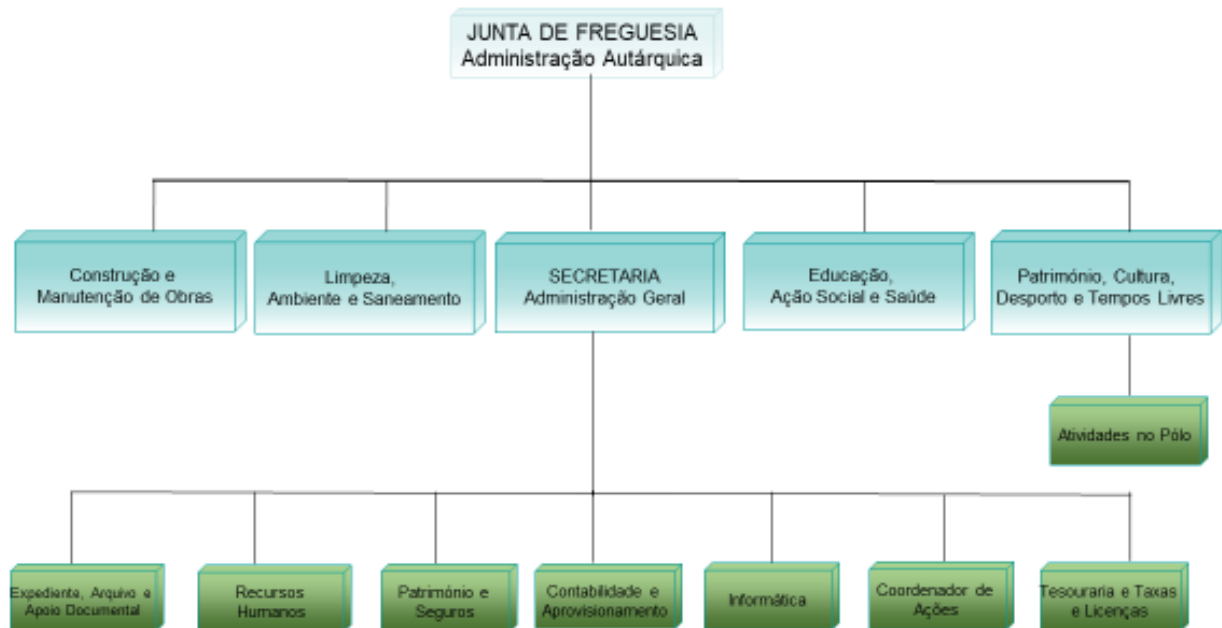 JUNTA DE FREGUESIA
Administração Autárquica
Construção e
Manutenção de Obras
Limpeza,
Ambiente e Saneamento
SECRETARIA
Administração Geral
Educação,
Ação Social e Saúde
Património, Cultura,
Desporto e Tempos Livres
Atividades no Pólo
Expediente, Arquivo e
Apoio Documental
Recursos
Humanos
Património e
Seguros
Contabilidade e
Aprovisionamento
Informática
Coordenador de
Ações
Tesouraria e Taxas
e Licenças